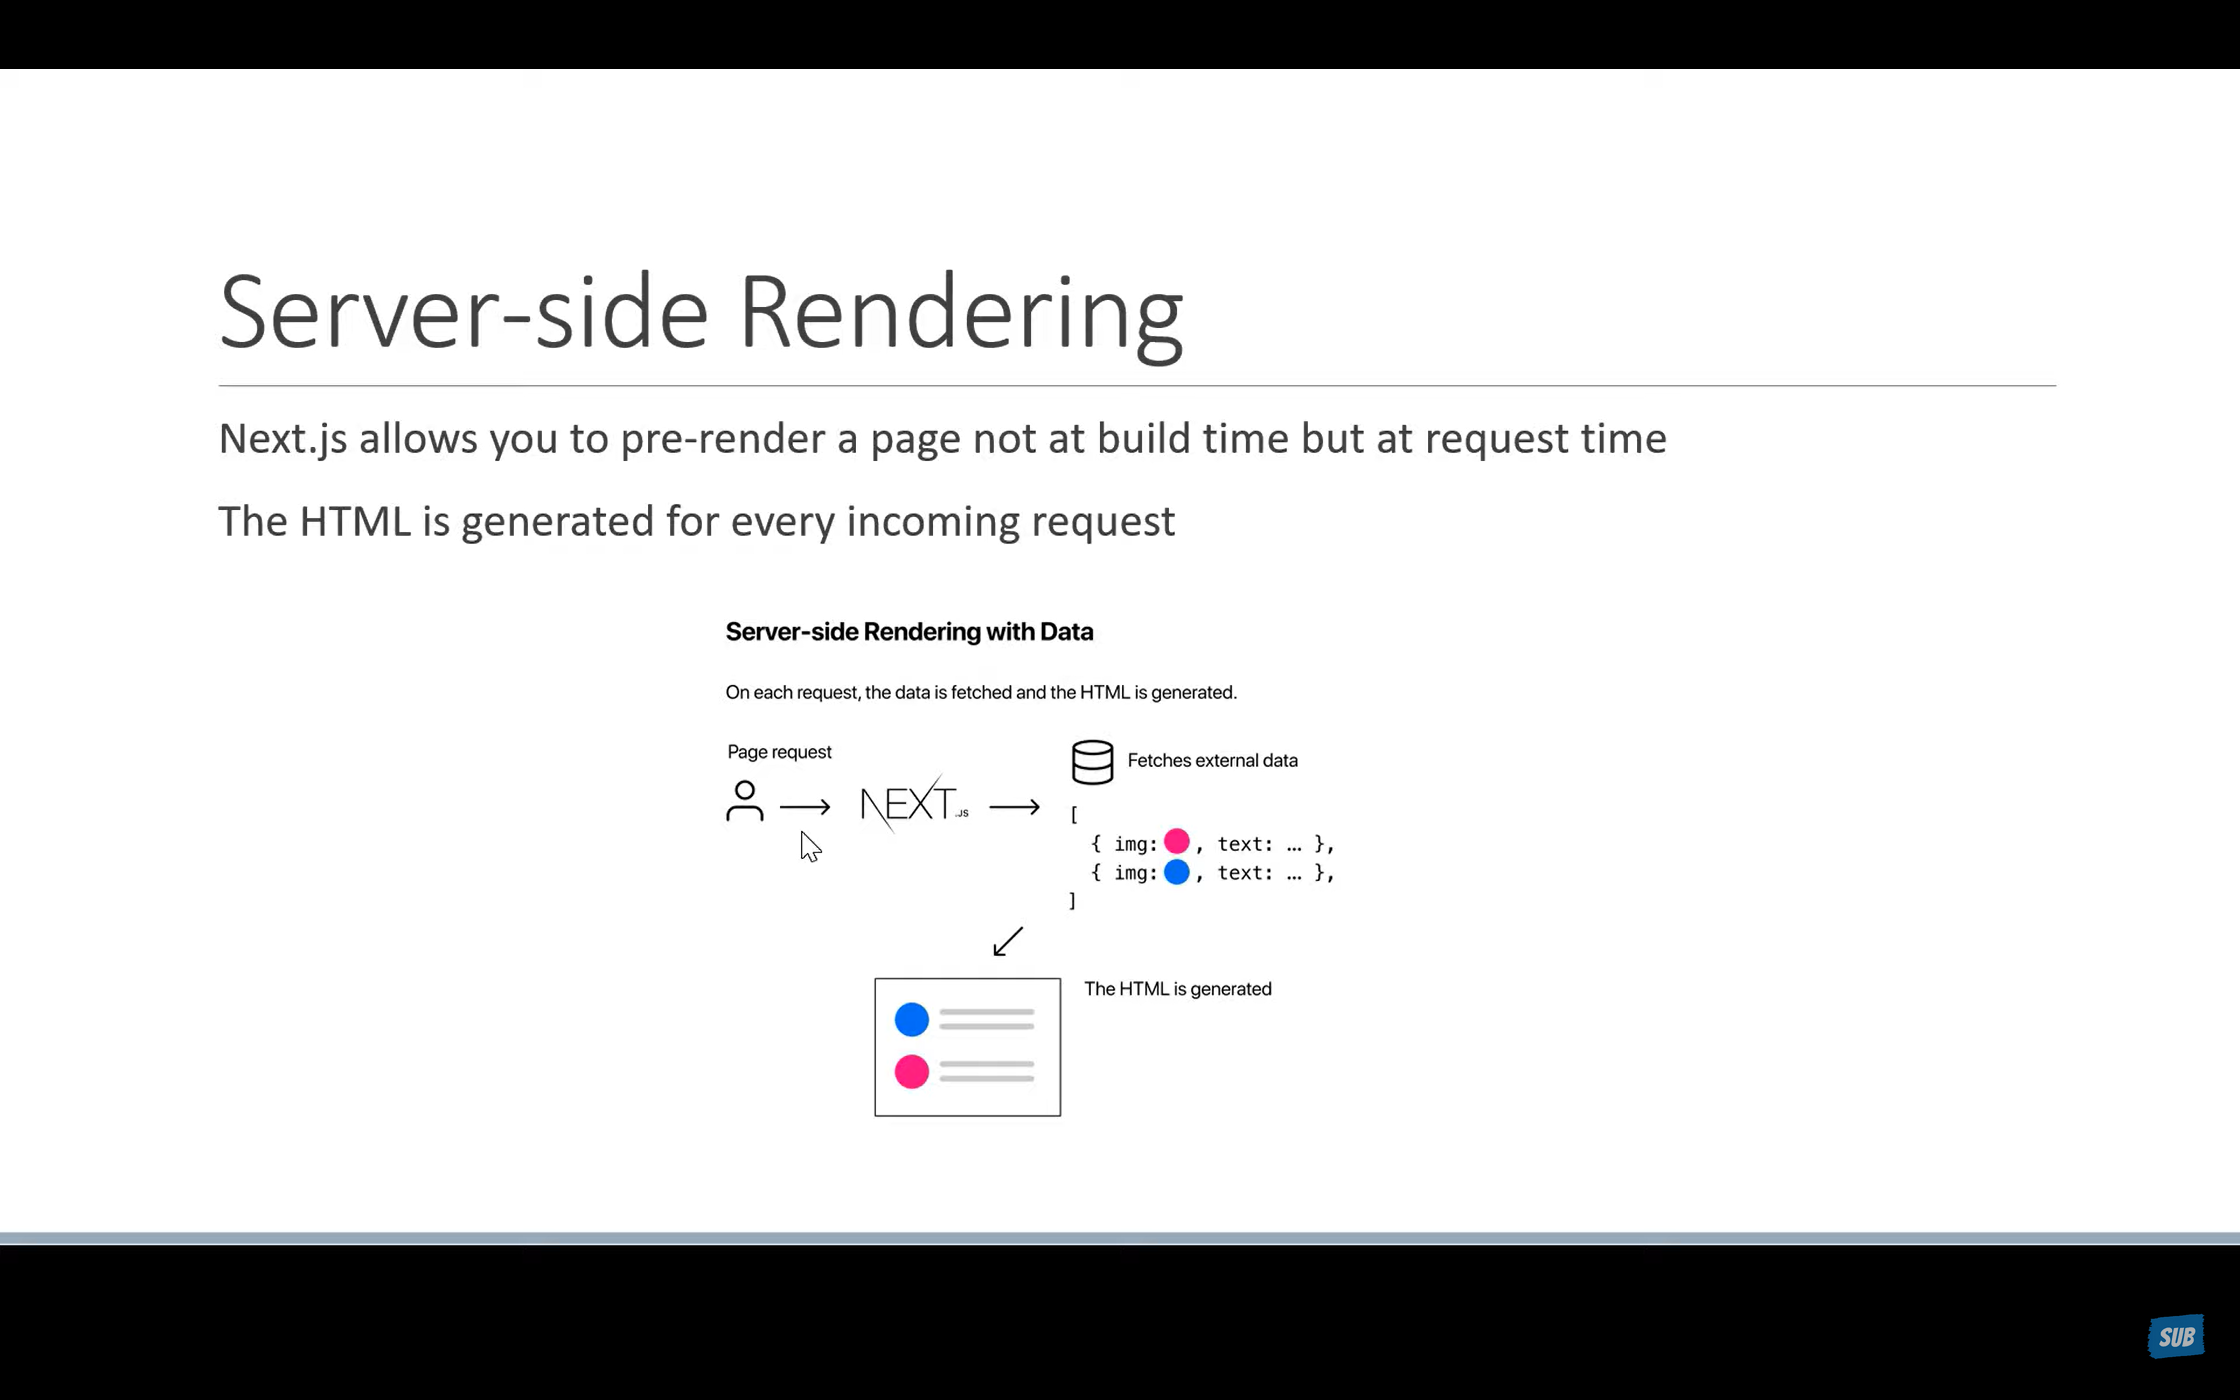 Server-side Rendering
Next.js allows you to pre-render a page not at build time but at request time
The HTML is generated for every incoming request
Server-side Rendering with Data
On each request, the data is fetched and the HTML is generated.
Page request
NEXT.JS
Fetches external data
[
{ img: , text: … },
{ img: , text: … },
]
The HTML is generated
SUB